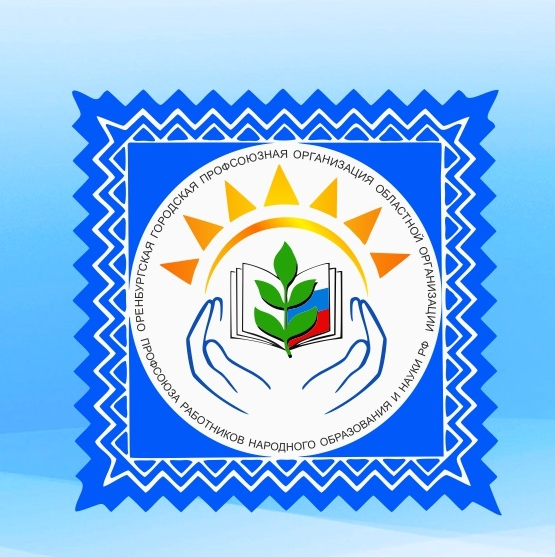 ОРЕНБУРГСКАЯ ГОРОДСКАЯ ПРОФСОЮЗНАЯ ОРГАНИЗАЦИЯ ОБЛАСТНОЙ ОРГАНИЗАЦИИ
ПРОФСОЮЗА РАБОТНИКОВ НАРОДНОГО ОБРАЗОВАНИЯ И НАУКИ РФ